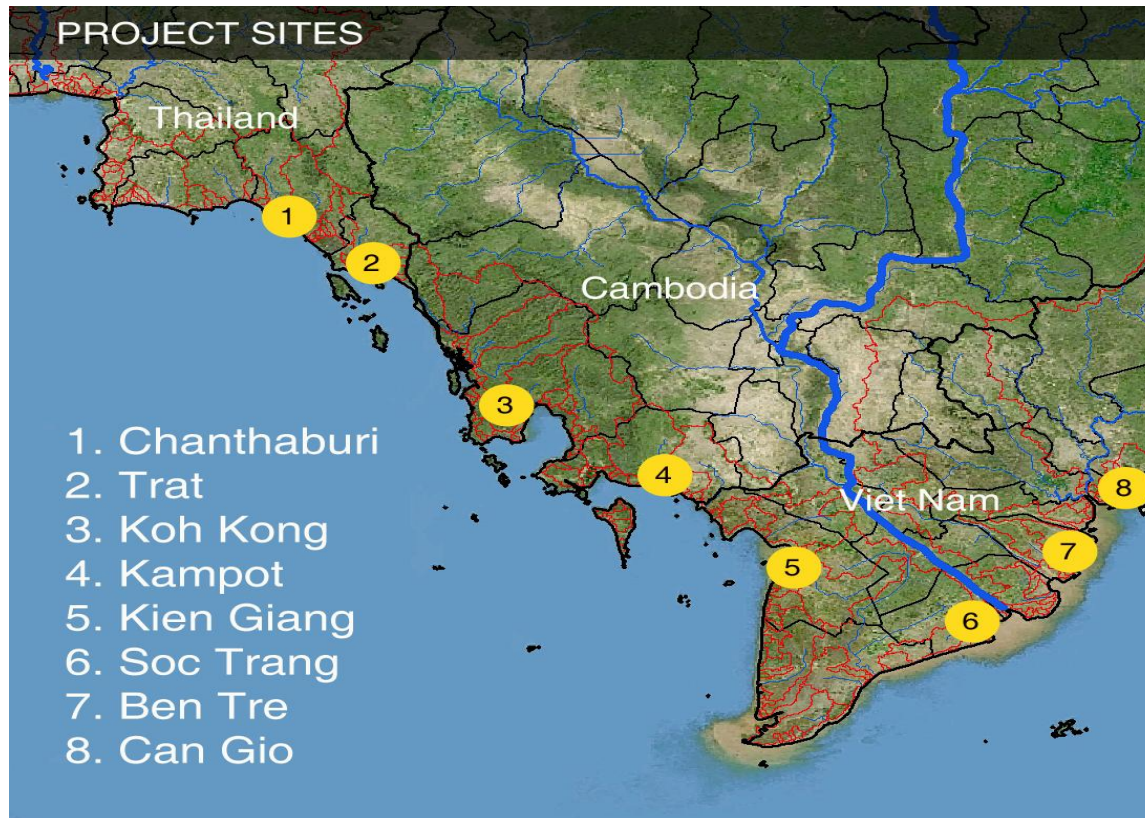 PROJECT SITES
Thailand
1
2
Cambodia
3
4
8
Viet Nam
7
5
6
1. Chanthaburi
2. Trat
3. Koh Kong
4. Kampot
5. Kien Giang
6. Soc Trang
7. Ben Tre
8. Can Gio